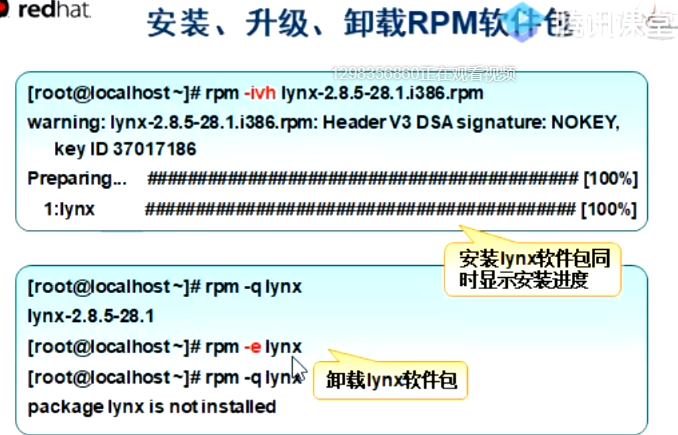 redhat.
安装、升级、卸载RPM软件包
腾讯课堂
1298356860正在观看视频
[root@localhost ~]# rpm -ivh lynx-2.8.5-28.1.i386.rpm
warning: lynx-2.8.5-28.1.i386.rpm: Header V3 DSA signature: NOKEY,
key ID 37017186
Preparing... ########################################### [100%]
1:lynx ########################################### [100%]
安装lynx软件包同
时显示安装进度
[root@localhost ~]# rpm -q lynx
lynx-2.8.5-28.1
[root@localhost ~]# rpm -e lynx
[root@localhost ~]# rpm -q lynx
卸载lynx软件包
package lynx is not installed